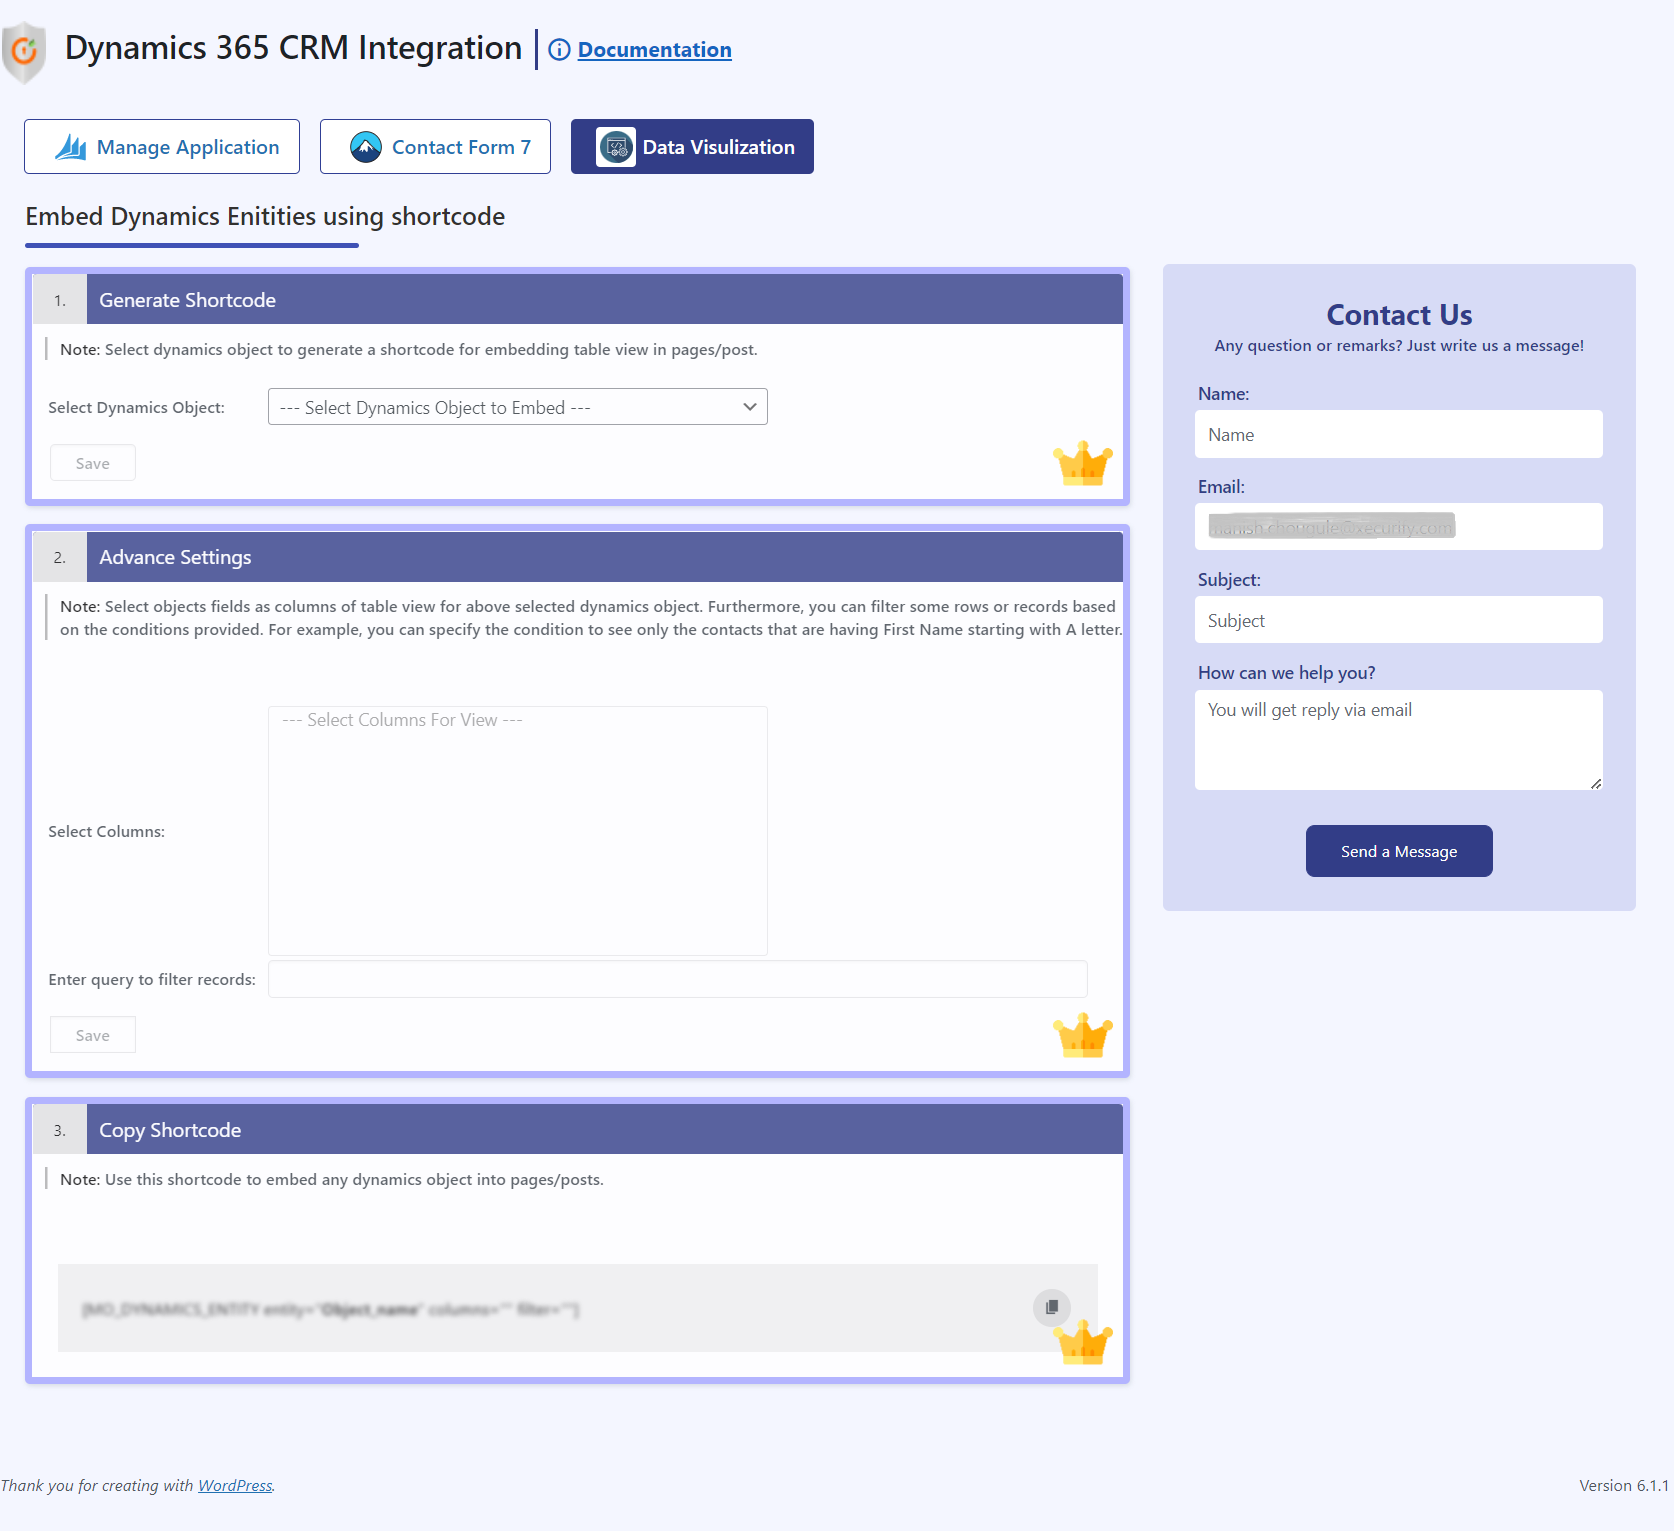 Dynamics 365 CRM Integration
Documentation
Manage Application
Contact Form 7
Data Visulization
Embed Dynamics Enitities using shortcode
1.
Generate Shortcode
Note: Select dynamics object to generate a shortcode for embedding table view in pages/post.
Select Dynamics Object:
--- Select Dynamics Object to Embed ---
Save
2.
Advance Settings
Note: Select objects fields as columns of table view for above selected dynamics object. Furthermore, you can filter some rows or records based
on the conditions provided. For example, you can specify the condition to see only the contacts that are having First Name starting with A letter.
--- Select Columns For View ---
Select Columns:
Enter query to filter records:
Save
3.
Copy Shortcode
Note: Use this shortcode to embed any dynamics object into pages/posts.
[MO_DYNAMICS_ENTITY entity="Object_name" columns="" filter=""]
Contact Us
Any question or remarks? Just write us a message!
Name:
Name
Email:
Subject:
Subject
How can we help you?
You will get reply via email
Send a Message
Thank you for creating with WordPress.
Version 6.1.1